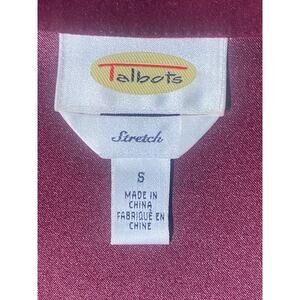 Talbots
Stretch
S
MADE IN
CHINA
FABRIQUÉ EN
CHINE